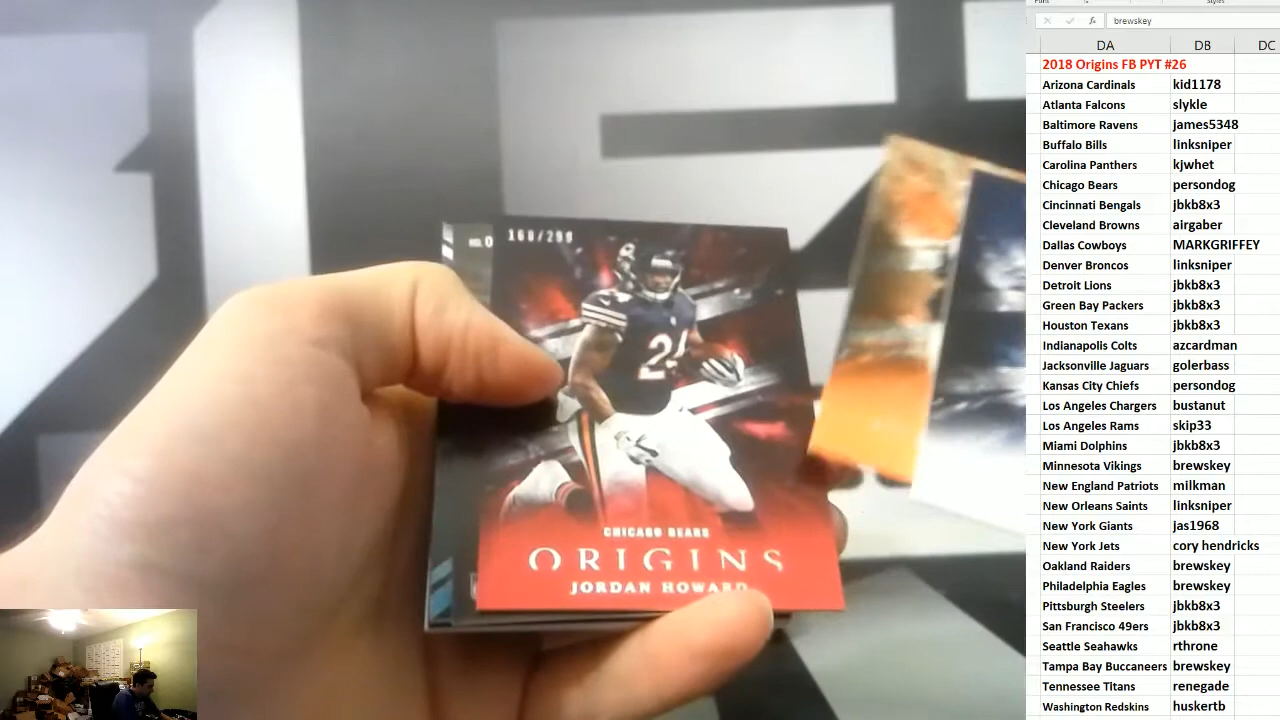 160/299
24
CHICAGO BEARS
ORIGINS
JORDAN HOWARD
brewskey
DA DB DC
2018 Origins FB PYT #26
Arizona Cardinals kid1178
Atlanta Falcons slykle
Baltimore Ravens james5348
Buffalo Bills linksniper
Carolina Panthers kjwhet
Chicago Bears persondog
Cincinnati Bengals jbkb8x3
Cleveland Browns airgaber
Dallas Cowboys MARKGRIFFEY
Denver Broncos linksniper
Detroit Lions jbkb8x3
Green Bay Packers jbkb8x3
Houston Texans jbkb8x3
Indianapolis Colts azcardman
Jacksonville Jaguars golerbass
Kansas City Chiefs persondog
Los Angeles Chargers bustanut
Los Angeles Rams skip33
Miami Dolphins jbkb8x3
Minnesota Vikings brewskey
New England Patriots milkman
New Orleans Saints linksniper
New York Giants jas1968
New York Jets cory hendricks
Oakland Raiders brewskey
Philadelphia Eagles brewskey
Pittsburgh Steelers jbkb8x3
San Francisco 49ers jbkb8x3
Seattle Seahawks rthrone
Tampa Bay Buccaneers brewskey
Tennessee Titans renegade
Washington Redskins huskertb